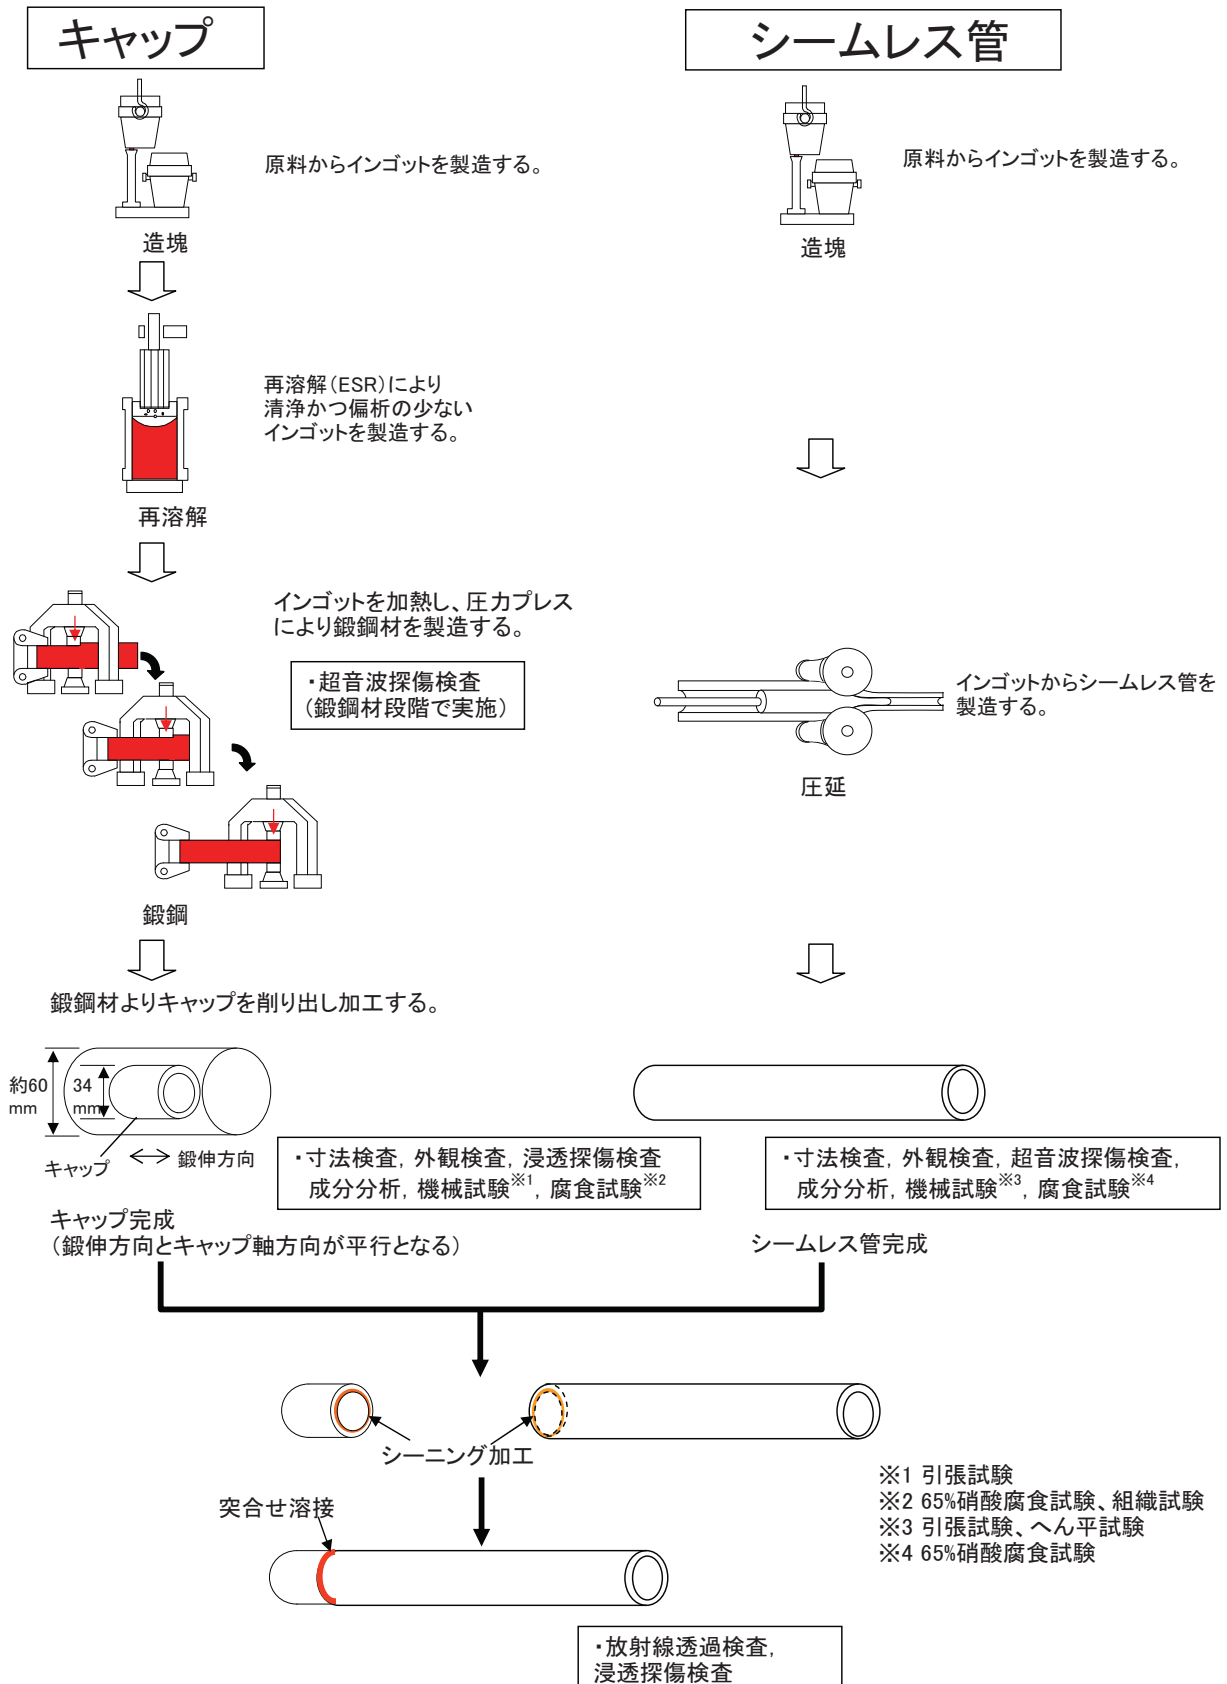 キャップ
原料からインゴットを製造する。
造塊
再溶解(ESR)により
清浄かつ偏析の少ない
インゴットを製造する。
再溶解
インゴットを加熱し、圧力プレス
により鍛鋼材を製造する。
・超音波探傷検査
(鍛鋼材段階で実施)
鍛鋼
鍛鋼材よりキャップを削り出し加工する。
約60
mm
34
mm
キャップ
鍛伸方向
・寸法検査, 外観検査, 浸透探傷検査
成分分析, 機械試験※1, 腐食試験※2
キャップ完成
(鍛伸方向とキャップ軸方向が平行となる)
シームレス管
原料からインゴットを製造する。
造塊
インゴットからシームレス管を
製造する。
圧延
・寸法検査, 外観検査, 超音波探傷検査,
成分分析, 機械試験※3, 腐食試験※4
シームレス管完成
シーニング加工
突合せ溶接
※1 引張試験
※2 65%硝酸腐食試験、組織試験
※3 引張試験、へん平試験
※4 65%硝酸腐食試験
・放射線透過検査,
浸透探傷検査